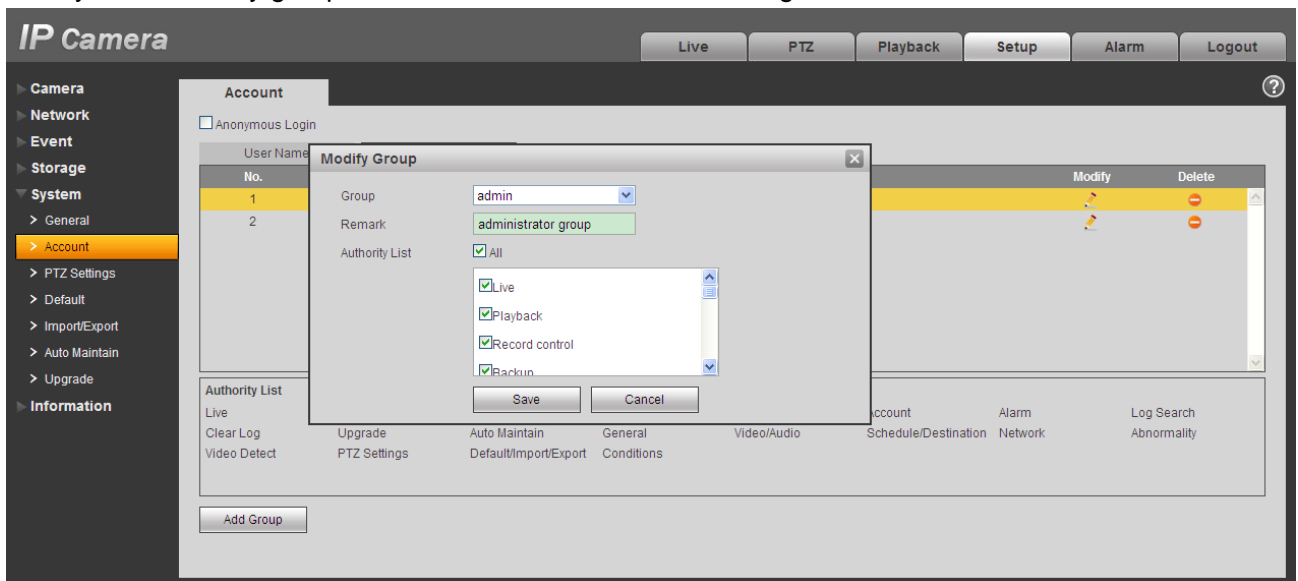 IP Camera
Live PTZ Playback Setup Alarm Logout
Camera
Network
Event
Storage
System
General
Account
PTZ Settings
Default
Import/Export
Auto Maintain
Upgrade
Information
Account
?
Anonymous Login
User Name
No. Modify Delete
1
2
Modify Group
Group admin
Remark administrator group
Authority List All
Live
Playback
Record control
Backup
Save Cancel
Authority List
Live Account Alarm Log Search
Clear Log Upgrade Auto Maintain General Video/Audio Schedule/Destination Network Abnormality
Video Detect PTZ Settings Default/Import/Export Conditions
Add Group